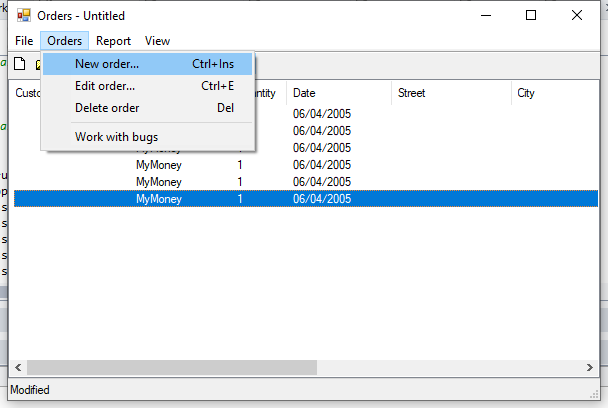 Orders - Untitled
File Orders Report View
New order... Ctrl+Ins
Edit order... Ctrl+E
Delete order Del
Work with bugs
Date Street City
06/04/2005
06/04/2005
MyMoney 1 06/04/2005
MyMoney 1 06/04/2005
MyMoney 1 06/04/2005
MyMoney 1 06/04/2005
Modified